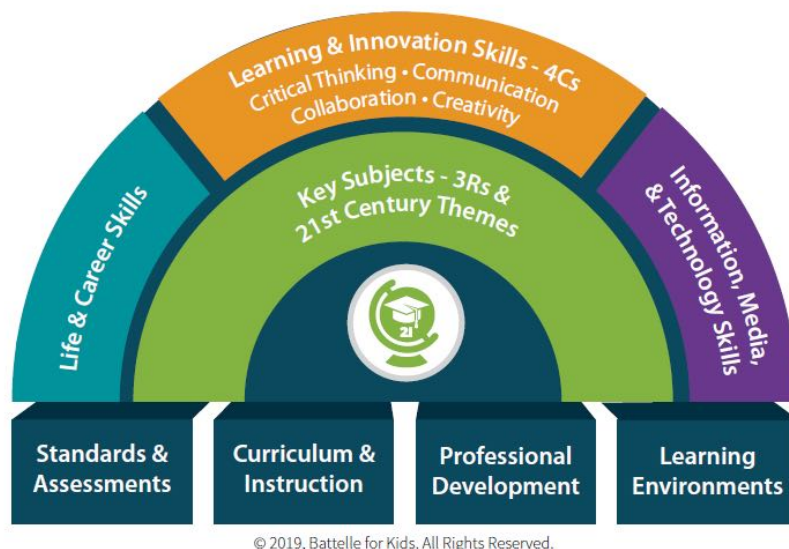 Learning & Innovation Skills - 4Cs
Critical Thinking • Communication
Collaboration • Creativity
Life & Career Skills
Key Subjects - 3Rs &
21st Century Themes
Information, Media,
& Technology Skills
21
Standards &
Assessments
Curriculum &
Instruction
Professional
Development
Learning
Environments
© 2019, Battelle for Kids. All Rights Reserved.